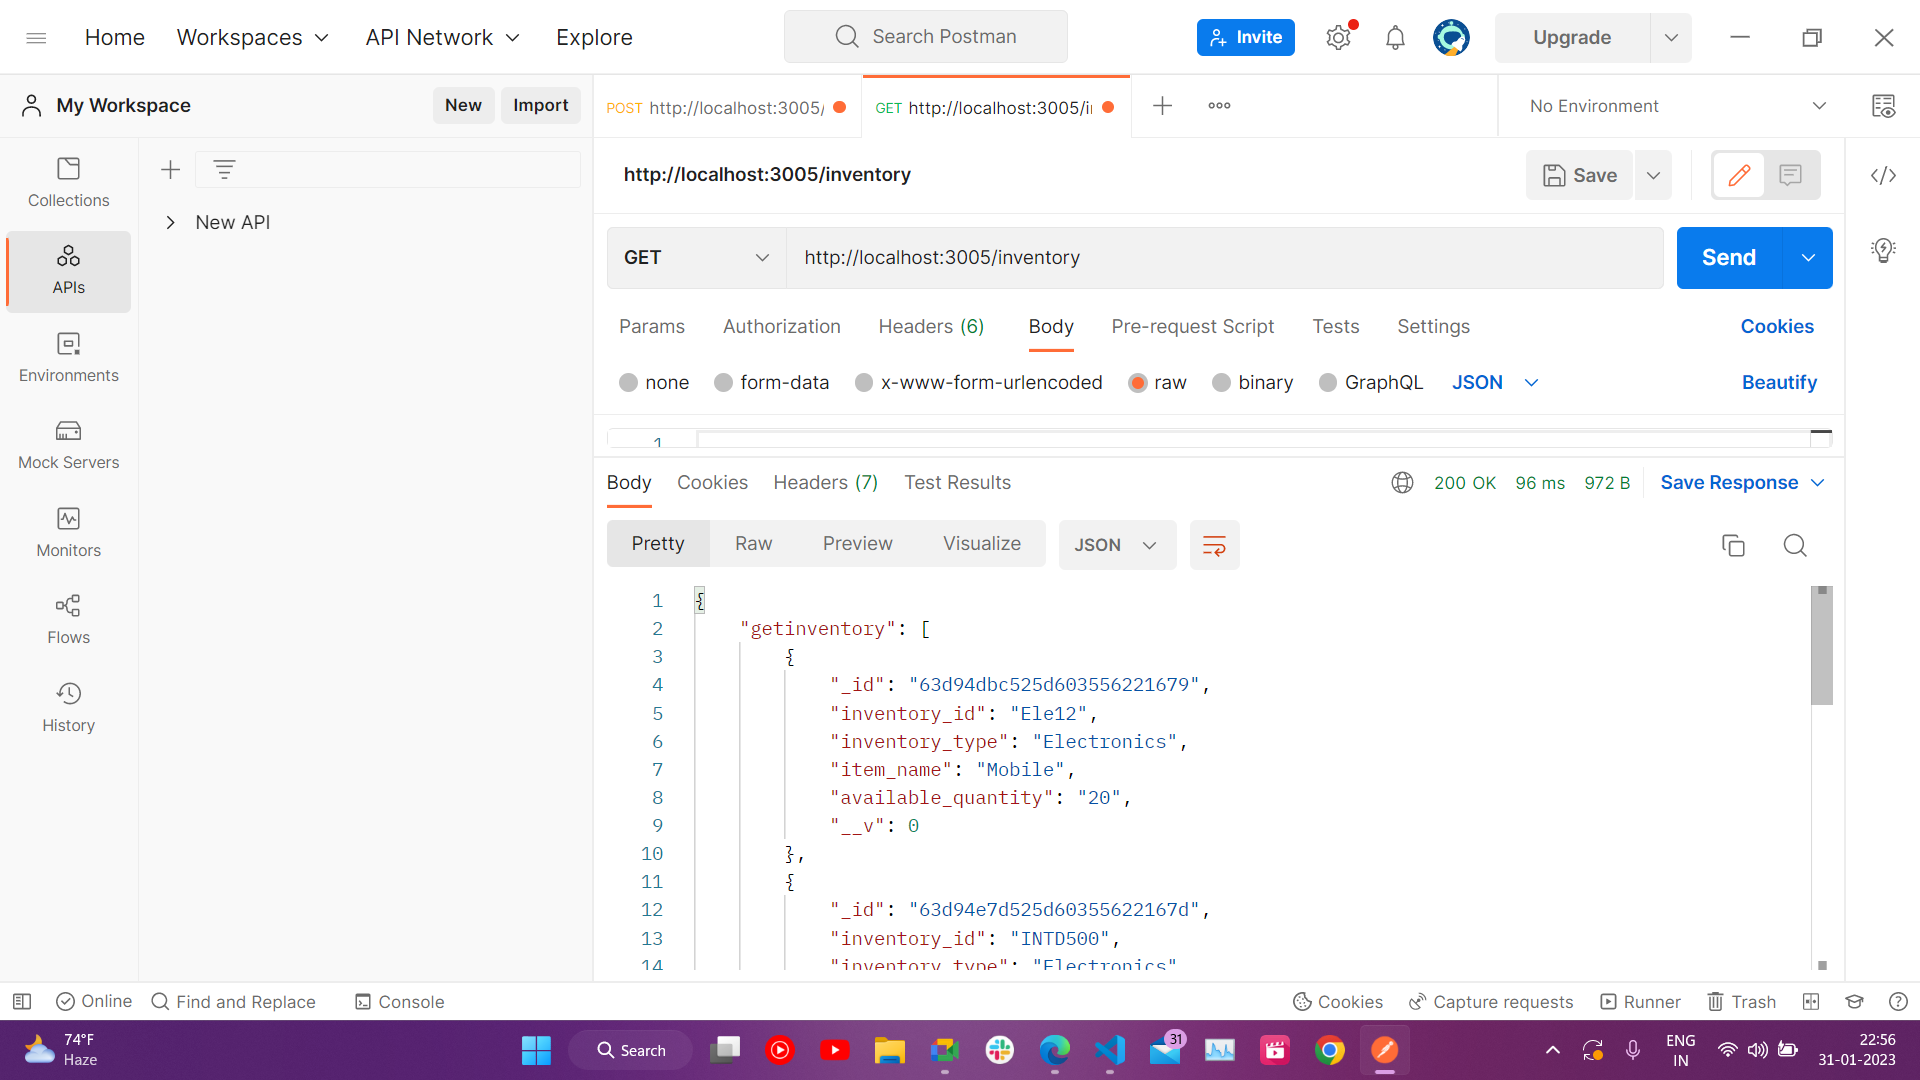 Home Workspaces API Network Explore Search Postman Invite Upgrade
My Workspace New Import POST http://localhost:3005/ GET http://localhost:3005/i No Environment
http://localhost:3005/inventory Save
Collections
New API
GET http://localhost:3005/inventory Send
APIs
Params Authorization Headers (6) Body Pre-request Script Tests Settings Cookies
Environments
none form-data x-www-form-urlencoded raw binary GraphQL JSON Beautify
1
Mock Servers
Body Cookies Headers (7) Test Results 200 OK 96 ms 972 B Save Response
Monitors
Pretty Raw Preview Visualize JSON
Flows
History
1 {
2 "getinventory": [
3 {
4 "_id": "63d94dbc525d603556221679",
5 "inventory_id": "Ele12",
6 "inventory_type": "Electronics",
7 "item_name": "Mobile",
8 "available_quantity": "20",
9 "__v": 0
10 },
11 {
12 "_id": "63d94e7d525d60355622167d",
13 "inventory_id": "INTD500",
14 "inventory_type": "Electronics"
Online Find and Replace Console Cookies Capture requests Runner Trash
74°F
Haze
Search
31
ENG
IN
22:56
31-01-2023